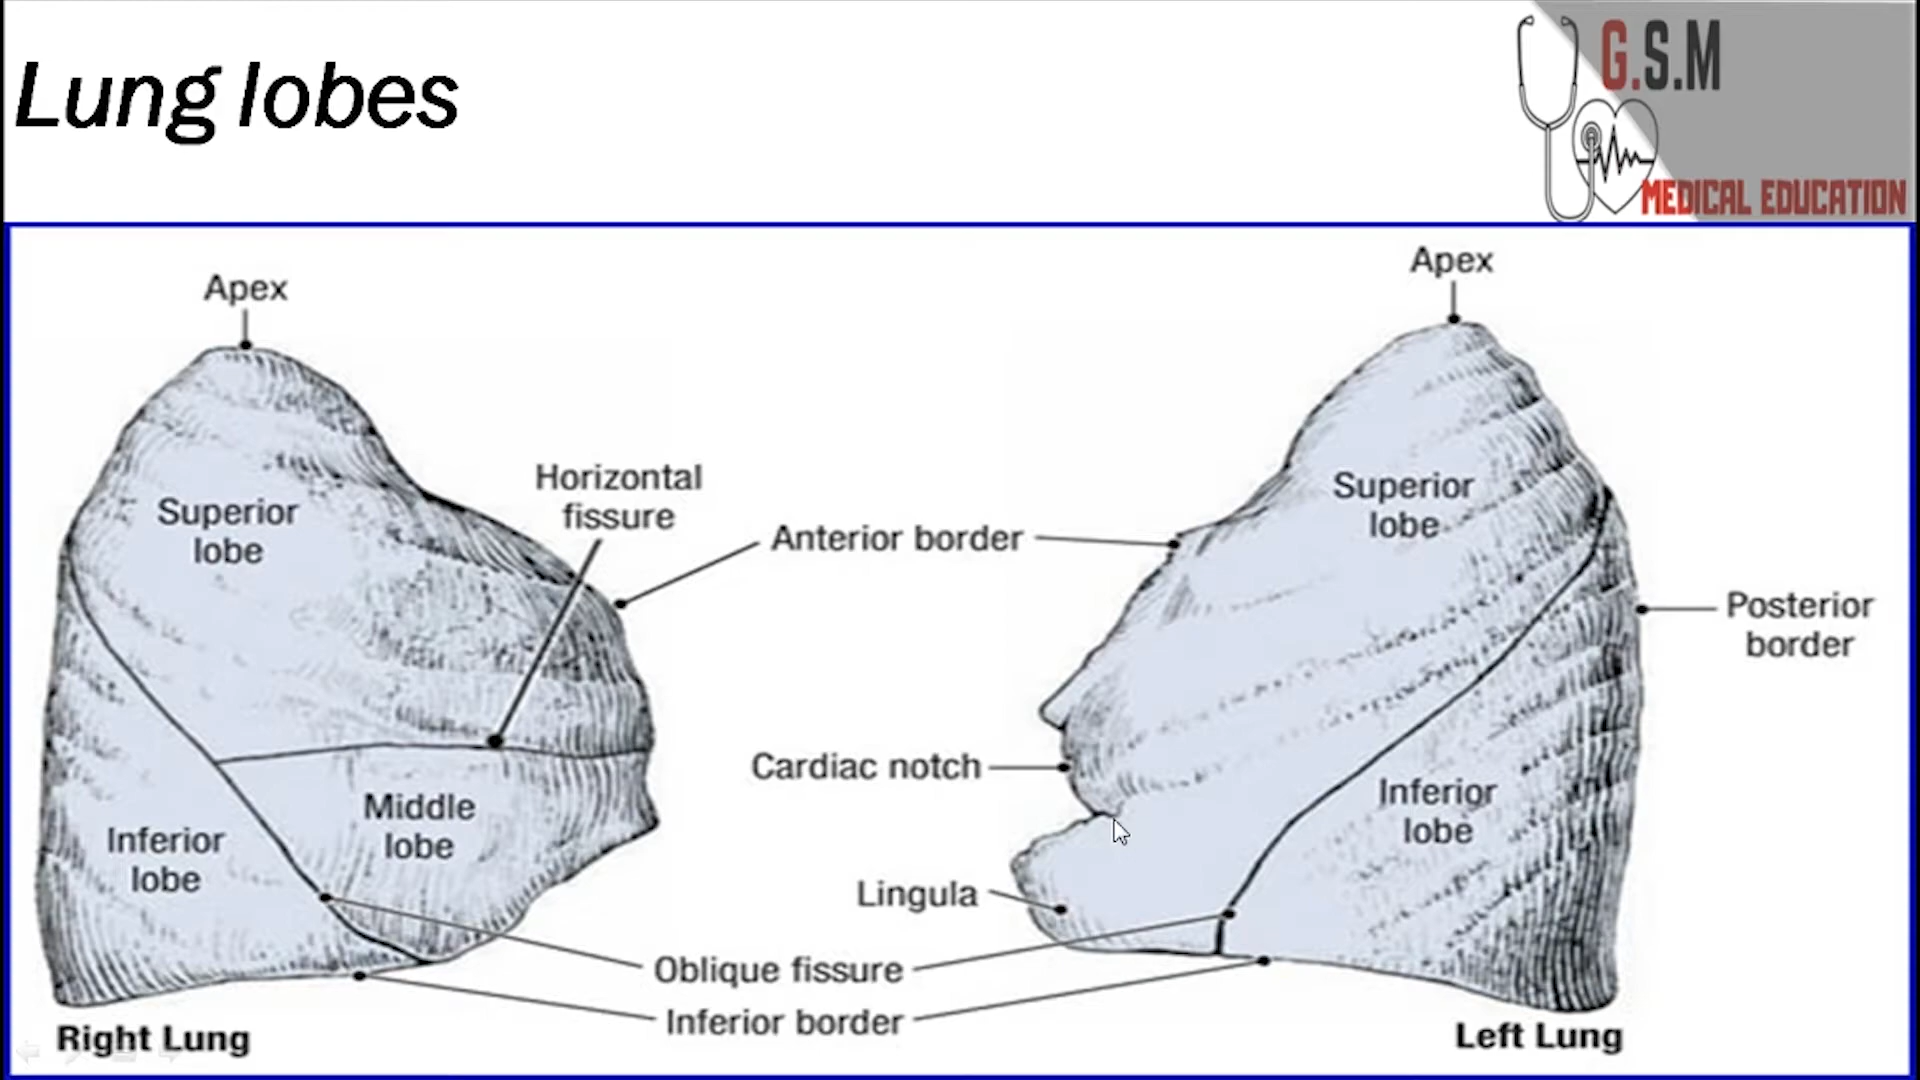 Lung lobes
G.S.M
MEDICAL EDUCATION
Apex
Apex
Horizontal
fissure
Superior
lobe
Superior
lobe
Anterior border
Posterior
border
Cardiac notch
Middle
lobe
Inferior
lobe
Inferior
lobe
Lingula
Oblique fissure
Inferior border
Right Lung
Left Lung